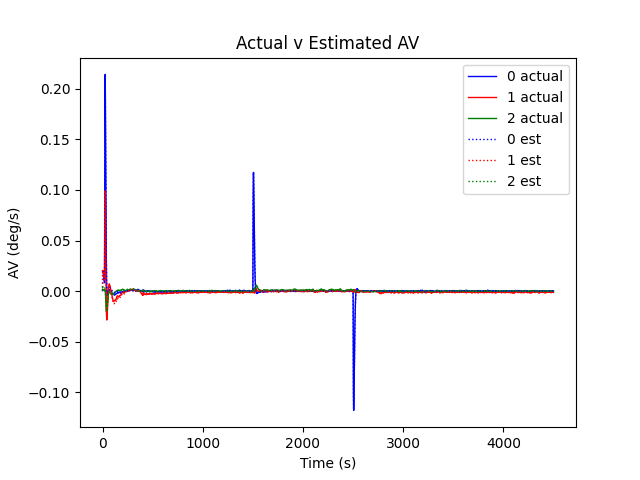 Actual v Estimated AV
0 actual
1 actual
2 actual
0 est
1 est
2 est
AV (deg/s)
0.20
0.15
0.10
0.05
0.00
−0.05
−0.10
0 1000 2000 3000 4000
Time (s)